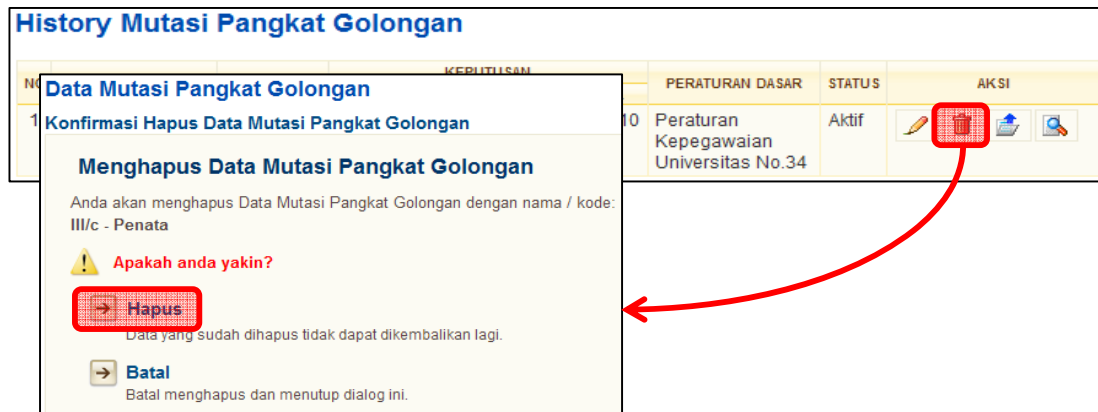 History Mutasi Pangkat Golongan
KEPUTUSAN
PERATURAN DASAR STATUS AKSI
10 Peraturan Kepegawaian Universitas No.34 Aktif
Data Mutasi Pangkat Golongan
1
Konfirmasi Hapus Data Mutasi Pangkat Golongan
Menghapus Data Mutasi Pangkat Golongan
Anda akan menghapus Data Mutasi Pangkat Golongan dengan nama / kode:
III/c - Penata
Apakah anda yakin?
Hapus
Data yang sudah dihapus tidak dapat dikembalikan lagi.
Batal
Batal menghapus dan menutup dialog ini.